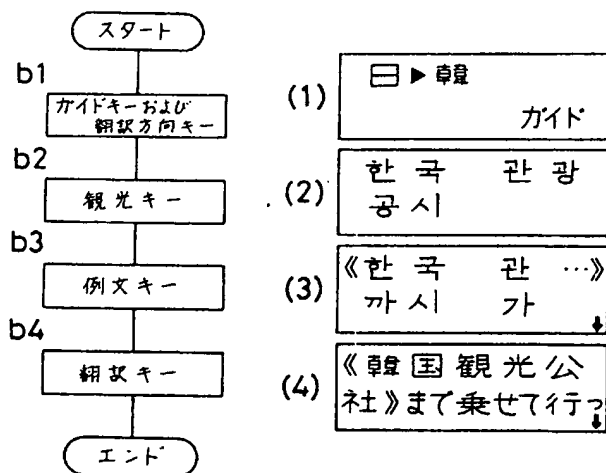 スタート
b1
ガイドキーおよび
翻訳方向キー
b2
観光キー
b3
例文キー
b4
翻訳キー
エンド
(1)
日 ▶ 韓
ガイド
(2)
한국 관광
공시
(3)
《한국 관 …》
까시 가 ↓
(4)
《韓国観光公
社》まで乗せて行っ ↓